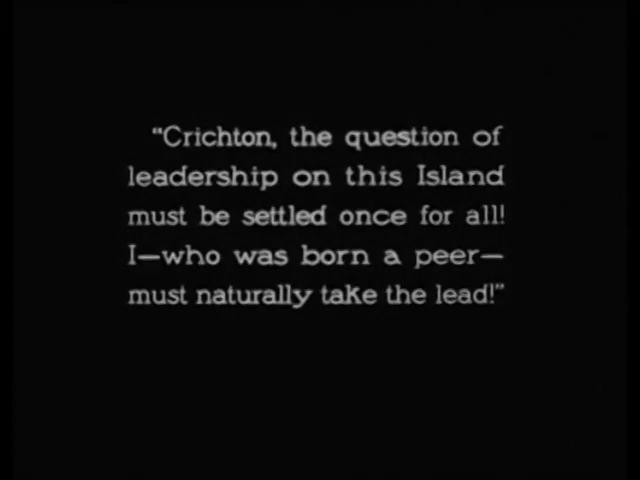 "Crichton, the question of
leadership on this Island
must be settled once for all!
I—who was born a peer—
must naturally take the lead!"